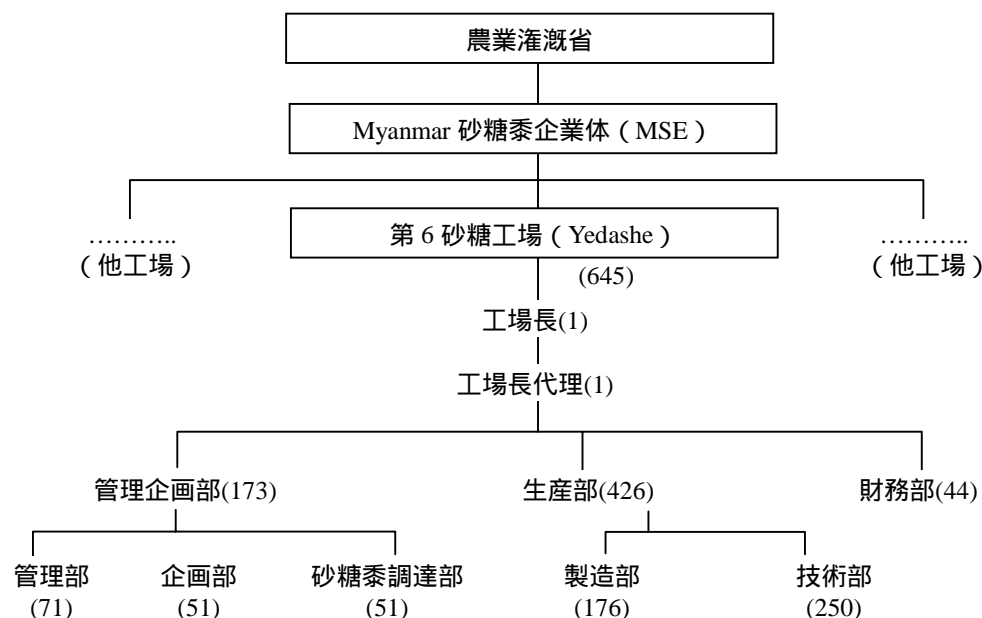 農業潅漑省
Myanmar 砂糖黍企業体（MSE）
………..
（他工場）
第 6 砂糖工場（Yedashe）
(645)
………..
（他工場）
工場長(1)
工場長代理(1)
管理企画部(173)
生産部(426)
財務部(44)
管理部
(71)
企画部
(51)
砂糖黍調達部
(51)
製造部
(176)
技術部
(250)